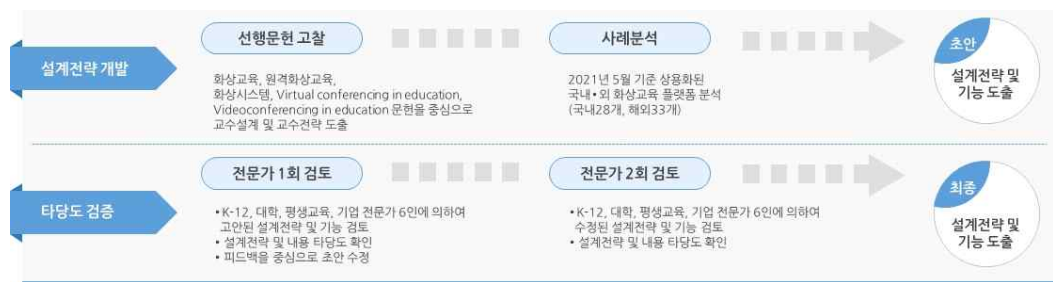 설계전략 개발
선행문헌 고찰
화상교육, 원격화상교육,
화상시스템, Virtual conferencing in education,
Videoconferencing in education 문헌을 중심으로
교수설계 및 교수전략 도출
사례분석
2021년 5월 기준 상용화된
국내•외 화상교육 플랫폼 분석
(국내28개, 해외33개)
초안
설계전략 및
기능 도출
타당도 검증
전문가 1회 검토
•K-12, 대학, 평생교육, 기업 전문가 6인에 의하여
고안된 설계전략 및 기능 검토
• 설계전략 및 내용 타당도 확인
• 피드백을 중심으로 초안 수정
전문가 2회 검토
•K-12, 대학, 평생교육, 기업 전문가 6인에 의하여
수정된 설계전략 및 기능 검토
• 설계전략 및 내용 타당도 확인
최종
설계전략 및
기능 도출